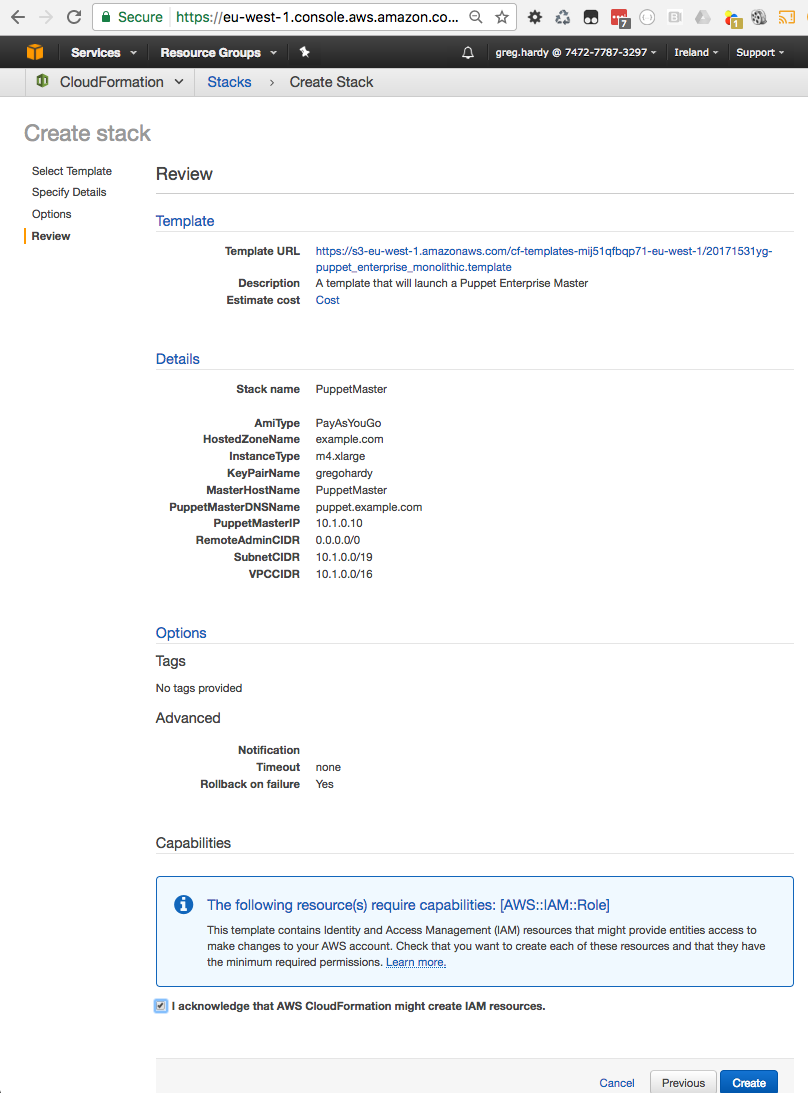 Secure https://eu-west-1.console.aws.amazon.co...
7
1
Services Resource Groups greg.hardy @ 7472-7787-3297 Ireland Support
CloudFormation Stacks › Create Stack
Create stack
Select Template
Specify Details
Options
Review
Review
Template
Template URL https://s3-eu-west-1.amazonaws.com/cf-templates-mij51qfbqp71-eu-west-1/20171531yg-
puppet_enterprise_monolithic.template
Description A template that will launch a Puppet Enterprise Master
Estimate cost Cost
Details
Stack name PuppetMaster
AmiType PayAsYouGo
HostedZoneName example.com
InstanceType m4.xlarge
KeyPairName gregohardy
MasterHostName PuppetMaster
PuppetMasterDNSName puppet.example.com
PuppetMasterIP 10.1.0.10
RemoteAdminCIDR 0.0.0.0/0
SubnetCIDR 10.1.0.0/19
VPCCIDR 10.1.0.0/16
Options
Tags
No tags provided
Advanced
Notification
Timeout none
Rollback on failure Yes
Capabilities
The following resource(s) require capabilities: [AWS::IAM::Role]
This template contains Identity and Access Management (IAM) resources that might provide entities access to
make changes to your AWS account. Check that you want to create each of these resources and that they have
the minimum required permissions. Learn more.
I acknowledge that AWS CloudFormation might create IAM resources.
Cancel Previous Create